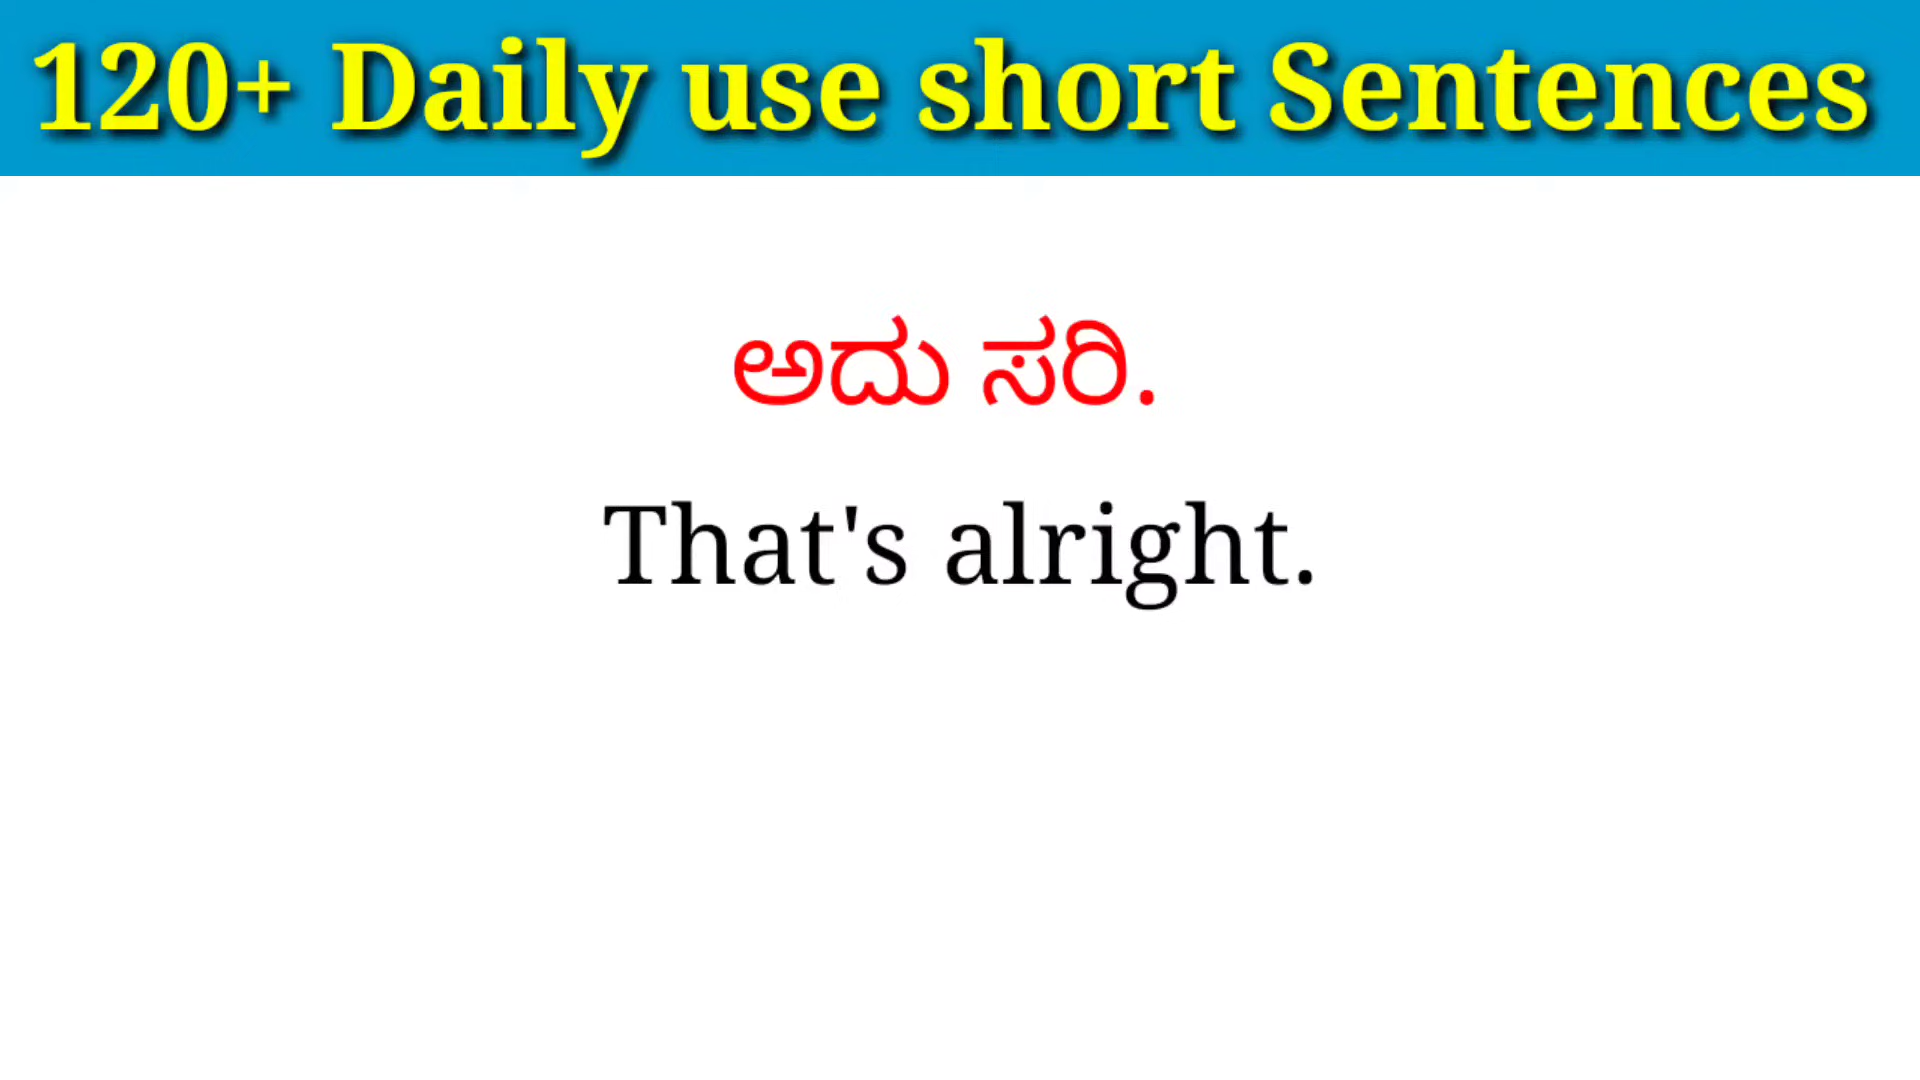 120+ Daily use short Sentences
ಅದು ಸರಿ.
That's alright.